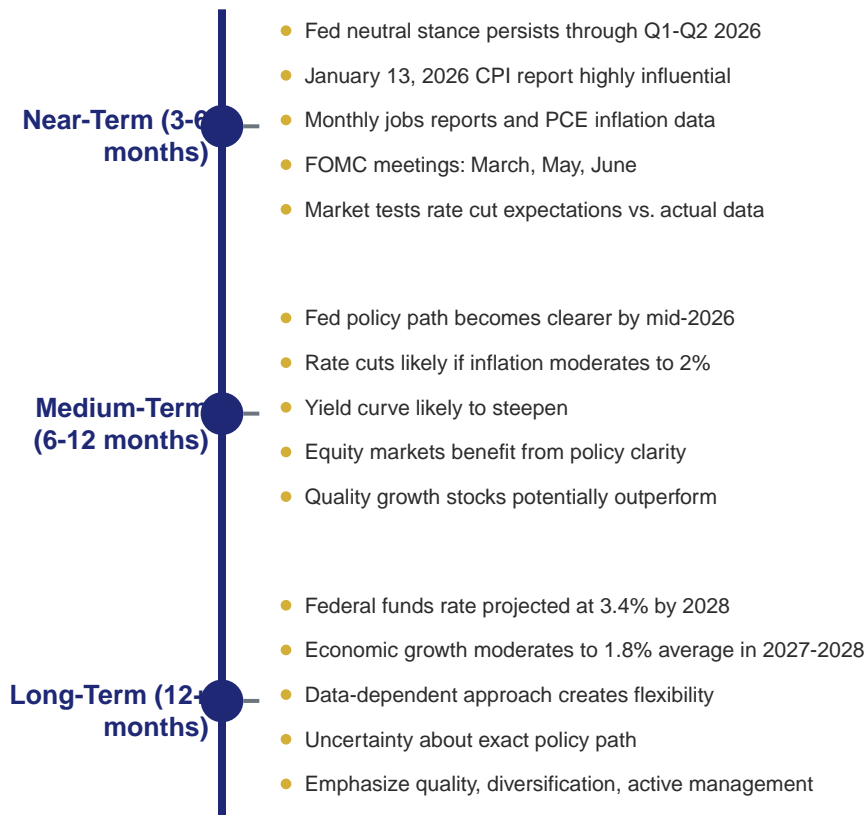 Fed neutral stance persists through Q1-Q2 2026
January 13, 2026 CPI report highly influential
Near-Term (3-6
months)
Monthly jobs reports and PCE inflation data
FOMC meetings: March, May, June
Market tests rate cut expectations vs. actual data
Fed policy path becomes clearer by mid-2026
Rate cuts likely if inflation moderates to 2%
Medium-Term
(6-12 months)
Yield curve likely to steepen
Equity markets benefit from policy clarity
Quality growth stocks potentially outperform
Federal funds rate projected at 3.4% by 2028
Economic growth moderates to 1.8% average in 2027-2028
Long-Term (12+
months)
Data-dependent approach creates flexibility
Uncertainty about exact policy path
Emphasize quality, diversification, active management